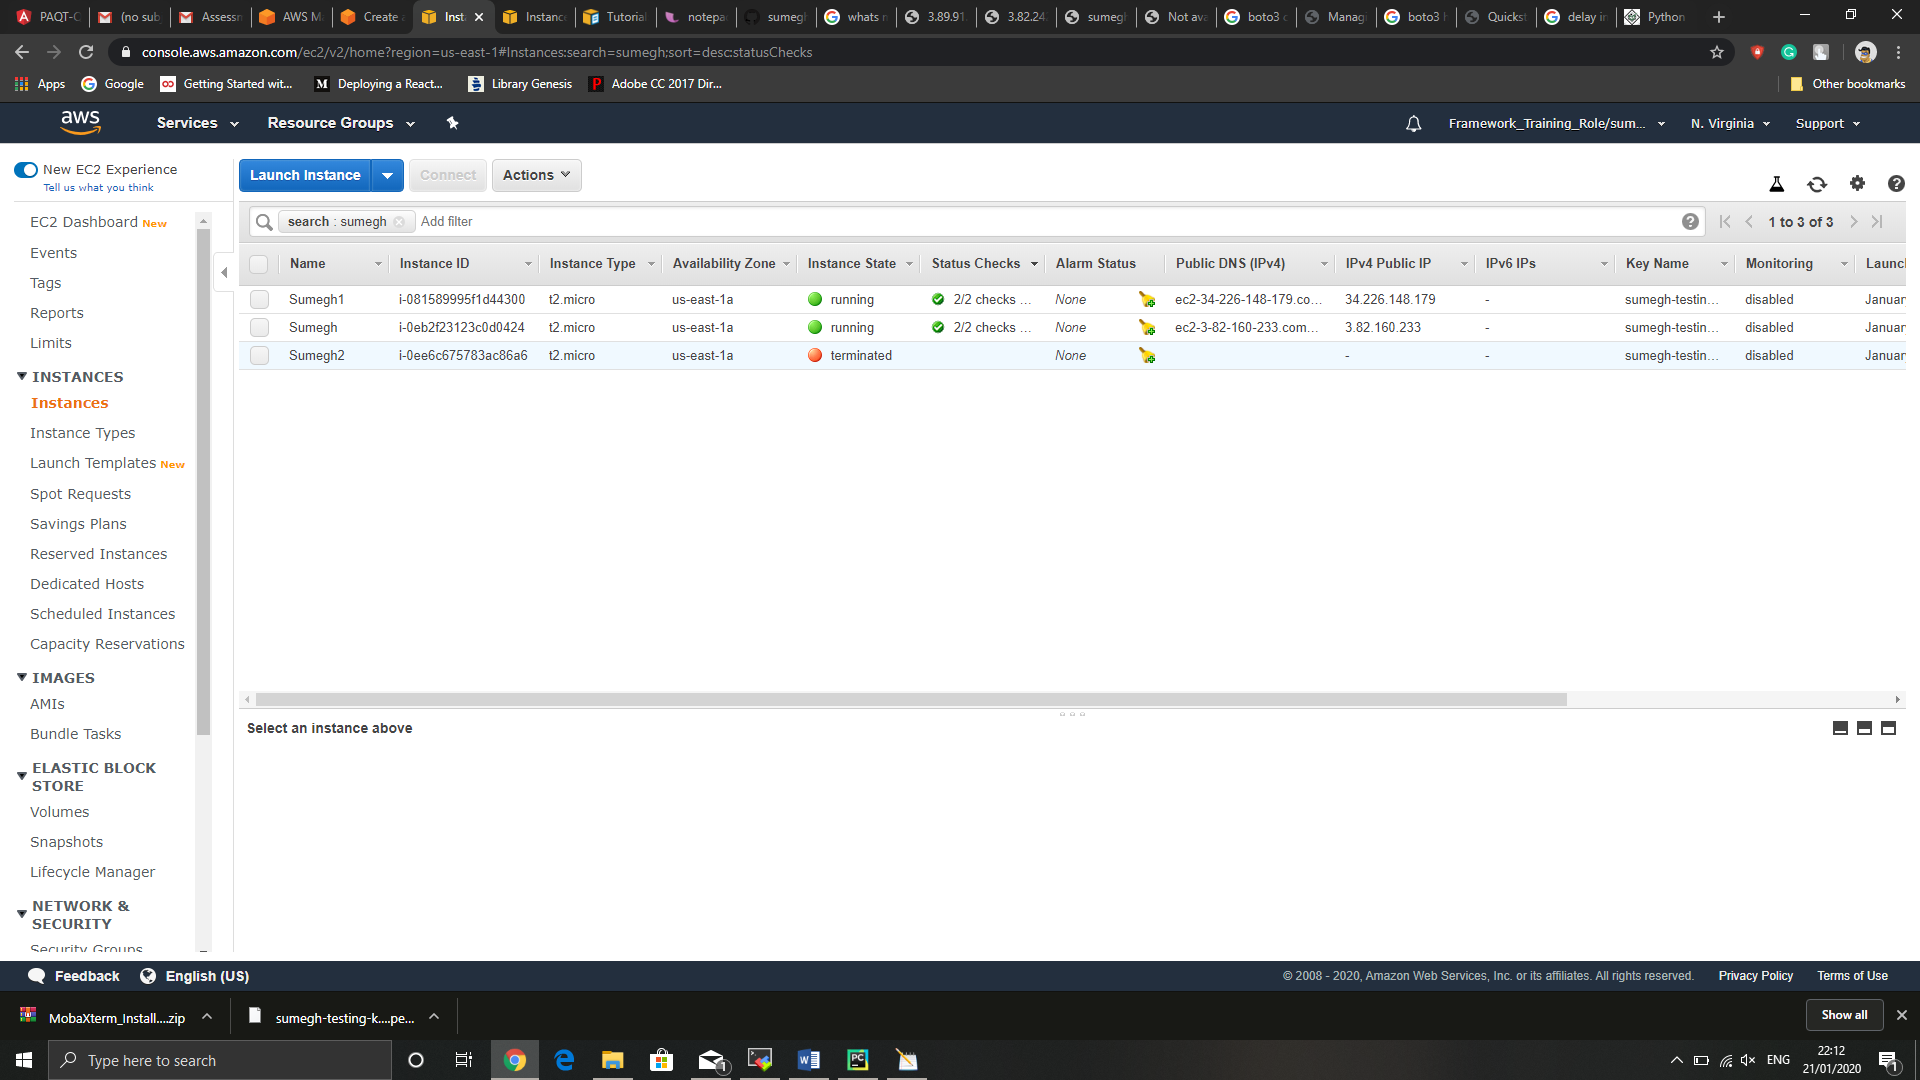 PAQT-C
(no sub
Assessn
AWS Ma
Create a
Inst
Instance
Tutorial
notepa
sumegh
whats n
3.89.91.
3.82.24
sumegh
Not ava
boto3 c
Manag
boto3 h
Quickst
delay in
Python
console.aws.amazon.com/ec2/v2/home?region=us-east-1#Instances:search=sumegh;sort=desc:statusChecks
Apps
Google
Getting Started wit...
Deploying a React...
Library Genesis
Adobe CC 2017 Dir...
Other bookmarks
aws
Services
Resource Groups
Framework_Training_Role/sum...
N. Virginia
Support
New EC2 Experience
Tell us what you think
EC2 Dashboard New
Events
Tags
Reports
Limits
INSTANCES
Instances
Instance Types
Launch Templates New
Spot Requests
Savings Plans
Reserved Instances
Dedicated Hosts
Scheduled Instances
Capacity Reservations
IMAGES
AMIs
Bundle Tasks
ELASTIC BLOCK
STORE
Volumes
Snapshots
Lifecycle Manager
NETWORK &
SECURITY
Security Groups
Launch Instance
Connect
Actions
search : sumegh
Add filter
1 to 3 of 3
Name Instance ID Instance Type Availability Zone Instance State Status Checks Alarm Status Public DNS (IPv4) IPv4 Public IP IPv6 IPs Key Name Monitoring Launc
Sumegh1 i-081589995f1d44300 t2.micro us-east-1a running 2/2 checks ... None ec2-34-226-148-179.co... 34.226.148.179 - sumegh-testin... disabled Januar
Sumegh i-0eb2f23123c0d0424 t2.micro us-east-1a running 2/2 checks ... None ec2-3-82-160-233.com... 3.82.160.233 - sumegh-testin... disabled Januar
Sumegh2 i-0ee6c675783ac86a6 t2.micro us-east-1a terminated None - - sumegh-testin... disabled Januar
Select an instance above
Feedback
English (US)
© 2008 - 2020, Amazon Web Services, Inc. or its affiliates. All rights reserved.
Privacy Policy
Terms of Use
MobaXterm_Install....zip
sumegh-testing-k....pe...
Show all
Type here to search
ENG
22:12
21/01/2020